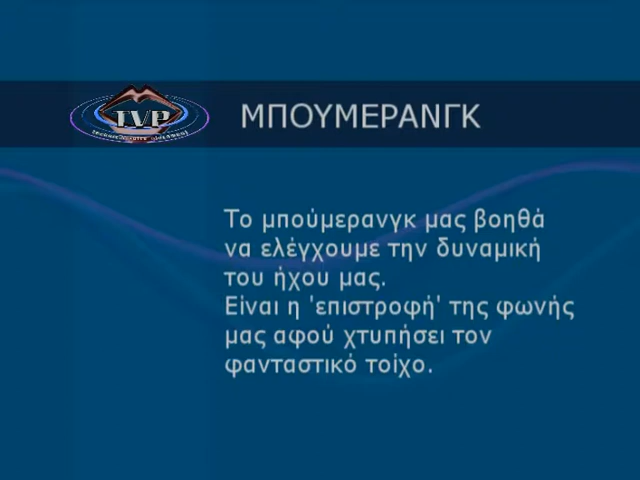 TVP
ΜΠΟΥΜΕΡΑΝΓΚ
Το μπούμερανγκ μας βοηθά
να ελέγχουμε την δυναμική
του ήχου μας.
Είναι η 'επιστροφή' της φωνής
μας αφού χτυπήσει τον
φανταστικό τοίχο.